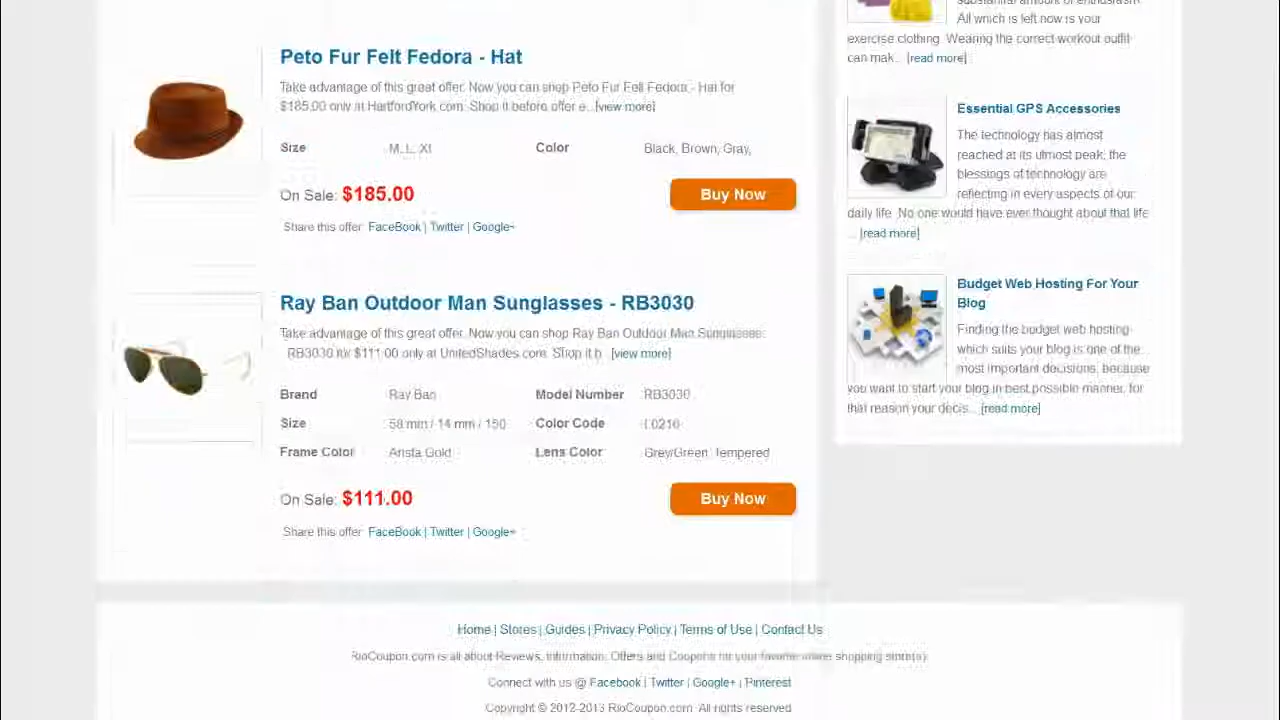 Peto Fur Felt Fedora - Hat
Take advantage of this great offer. Now you can shop Peto Fur Felt Fedora - Hat for
$185.00 only at HartfordYork.com. Shop it before offer e...[view more]
Size M, L, Xl Color Black, Brown, Gray,
On Sale: $185.00
Buy Now
Share this offer: FaceBook | Twitter | Google+
Ray Ban Outdoor Man Sunglasses - RB3030
Take advantage of this great offer. Now you can shop Ray Ban Outdoor Man Sunglasses:
RB3030 for $111.00 only at UnitedShades.com. Shop it b...[view more]
Brand Ray Ban Model Number RB3030
Size 58 mm / 14 mm / 150 Color Code L0216
Frame Color Arista Gold Lens Color Grey/Green Tempered
On Sale: $111.00
Buy Now
Share this offer: FaceBook | Twitter | Google+
substantial amount of enthusiasm.
All which is left now is your
exercise clothing. Wearing the correct workout outfit
can mak... [read more]
Essential GPS Accessories
The technology has almost
reached at its utmost peak; the
blessings of technology are
reflecting in every aspects of our
daily life. No one would have ever thought about that life
... [read more]
Budget Web Hosting For Your
Blog
Finding the budget web hosting
which suits your blog is one of the
most important decisions, because
you want to start your blog in best possible manner, for
that reason your decis... [read more]
Home | Stores | Guides | Privacy Policy | Terms of Use | Contact Us
RioCoupon.com is all about Reviews, Information, Offers and Coupons for your favorite online shopping store(s).
Connect with us @ Facebook | Twitter | Google+ | Pinterest
Copyright © 2012-2013 RioCoupon.com. All rights reserved